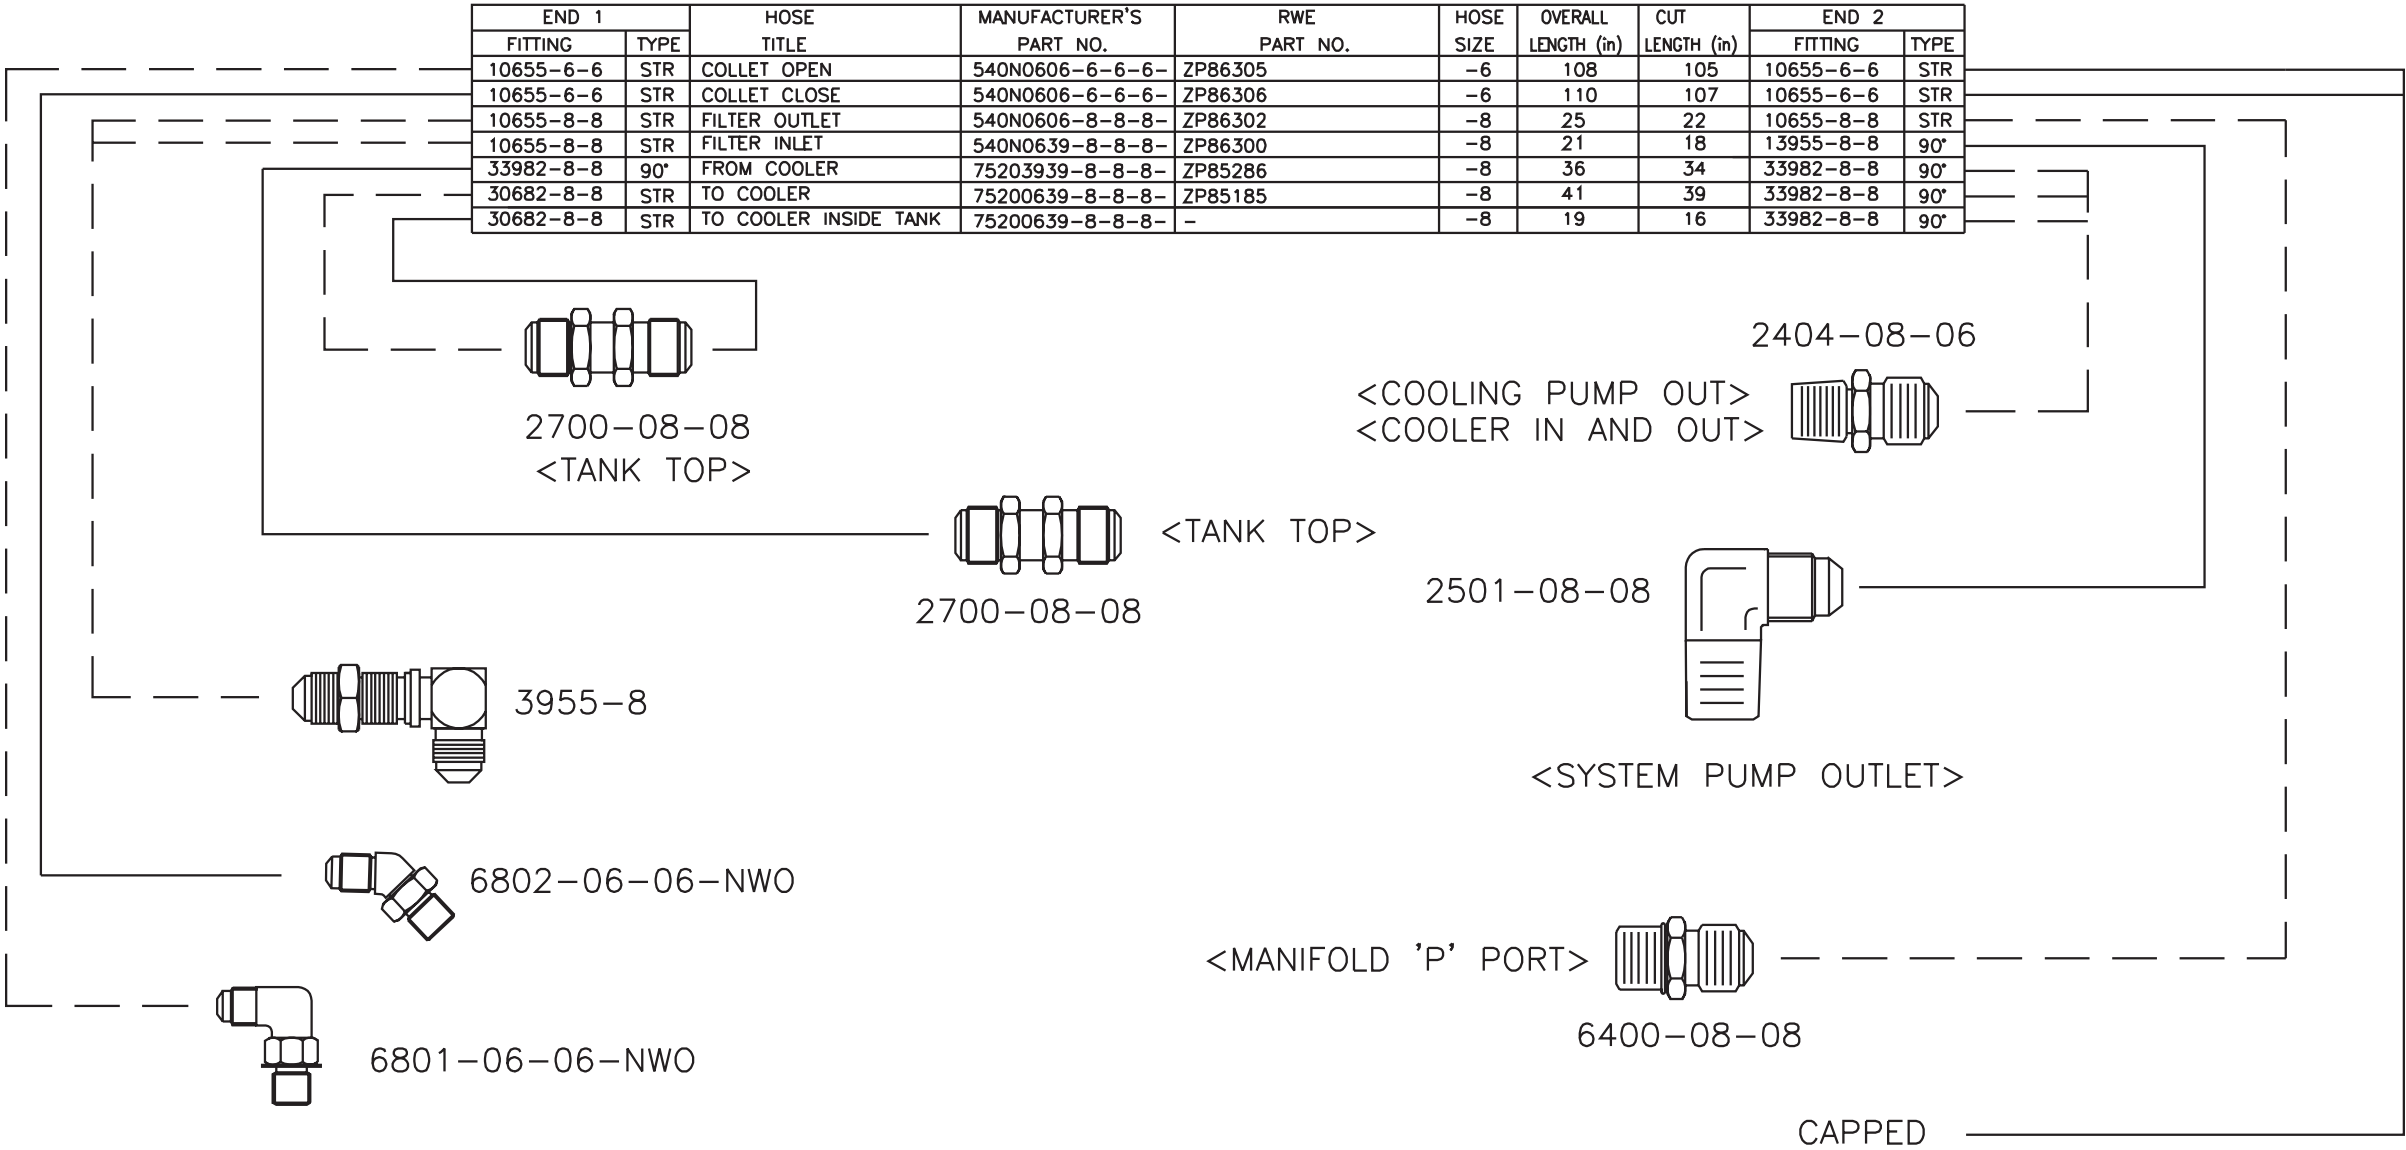 END 1 HOSE MANUFACTURER'S RWE HOSE OVERALL CUT END 2
FITTING TYPE TITLE PART NO. PART NO. SIZE LENGTH (in) LENGTH (in) FITTING TYPE
10655-6-6 STR COLLET OPEN 540N0606-6-6-6- ZP86305 -6 108 105 10655-6-6 STR
10655-6-6 STR COLLET CLOSE 540N0606-6-6-6- ZP86306 -6 110 107 10655-6-6 STR
10655-8-8 STR FILTER OUTLET 540N0606-8-8-8- ZP86302 -8 25 22 10655-8-8 STR
10655-8-8 STR FILTER INLET 540N0639-8-8-8- ZP86300 -8 21 18 13955-8-8 90°
33982-8-8 90° FROM COOLER 75203939-8-8-8- ZP85286 -8 36 34 33982-8-8 90°
30682-8-8 STR TO COOLER 75200639-8-8-8- ZP85185 -8 41 39 33982-8-8 90°
30682-8-8 STR TO COOLER INSIDE TANK 75200639-8-8-8- - -8 19 16 33982-8-8 90°
2404-08-06
<COOLING PUMP OUT>
<COOLER IN AND OUT>
2700-08-08
<TANK TOP>
<TANK TOP>
2700-08-08
2501-08-08
3955-8
<SYSTEM PUMP OUTLET>
6802-06-06-NWO
<MANIFOLD 'P' PORT>
6400-08-08
6801-06-06-NWO
CAPPED